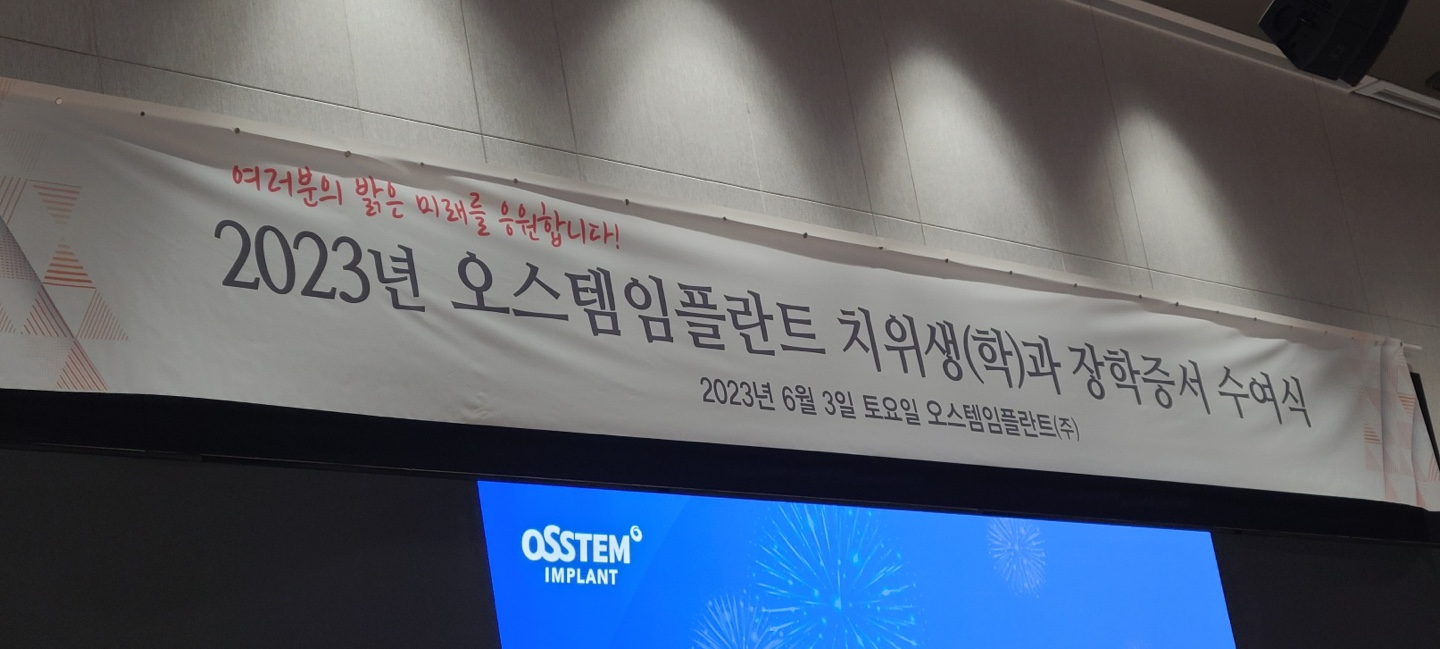 여러분의 밝은 미래를 응원합니다!
2023년 오스템임플란트 치위생(학)과 장학증서 수여식
2023년 6월 3일 토요일 오스템임플란트(주)
OSSTEM
IMPLANT